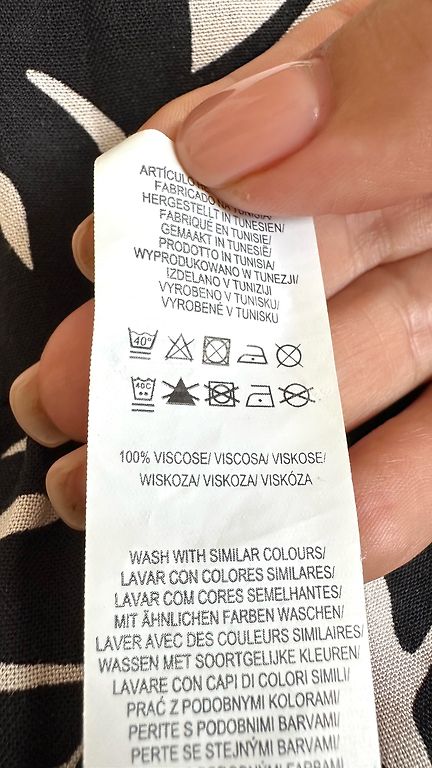 ARTÍCULO
FABRICADO NA TUNISIA/
HERGESTELLT IN TUNESIEN/
FABRIQUÉ EN TUNISIE/
GEMAAKT IN TUNESIË/
PRODOTTO IN TUNISIA/
WYPRODUKOWANO W TUNEZJI/
IZDELANO V TUNIZIJI
VYROBENO V TUNISKU/
VYROBENÉ V TUNISKU
40°
40C
100% VISCOSE/ VISCOSA/ VISKOSE/
WISKOZA/ VISKOZA/ VISKÓZA
WASH WITH SIMILAR COLOURS/
LAVAR CON COLORES SIMILARES/
LAVAR COM CORES SEMELHANTES/
MIT ÄHNLICHEN FARBEN WASCHEN/
LAVER AVEC DES COULEURS SIMILAIRES/
WASSEN MET SOORTGELIJKE KLEUREN/
LAVARE CON CAPI DI COLORI SIMILI/
PRAĆ Z PODOBNYMI KOLORAMI/
PERITE S PODOBNIMI BARVAMI/
PERTE SE STEJNÝMI BARVAMI/